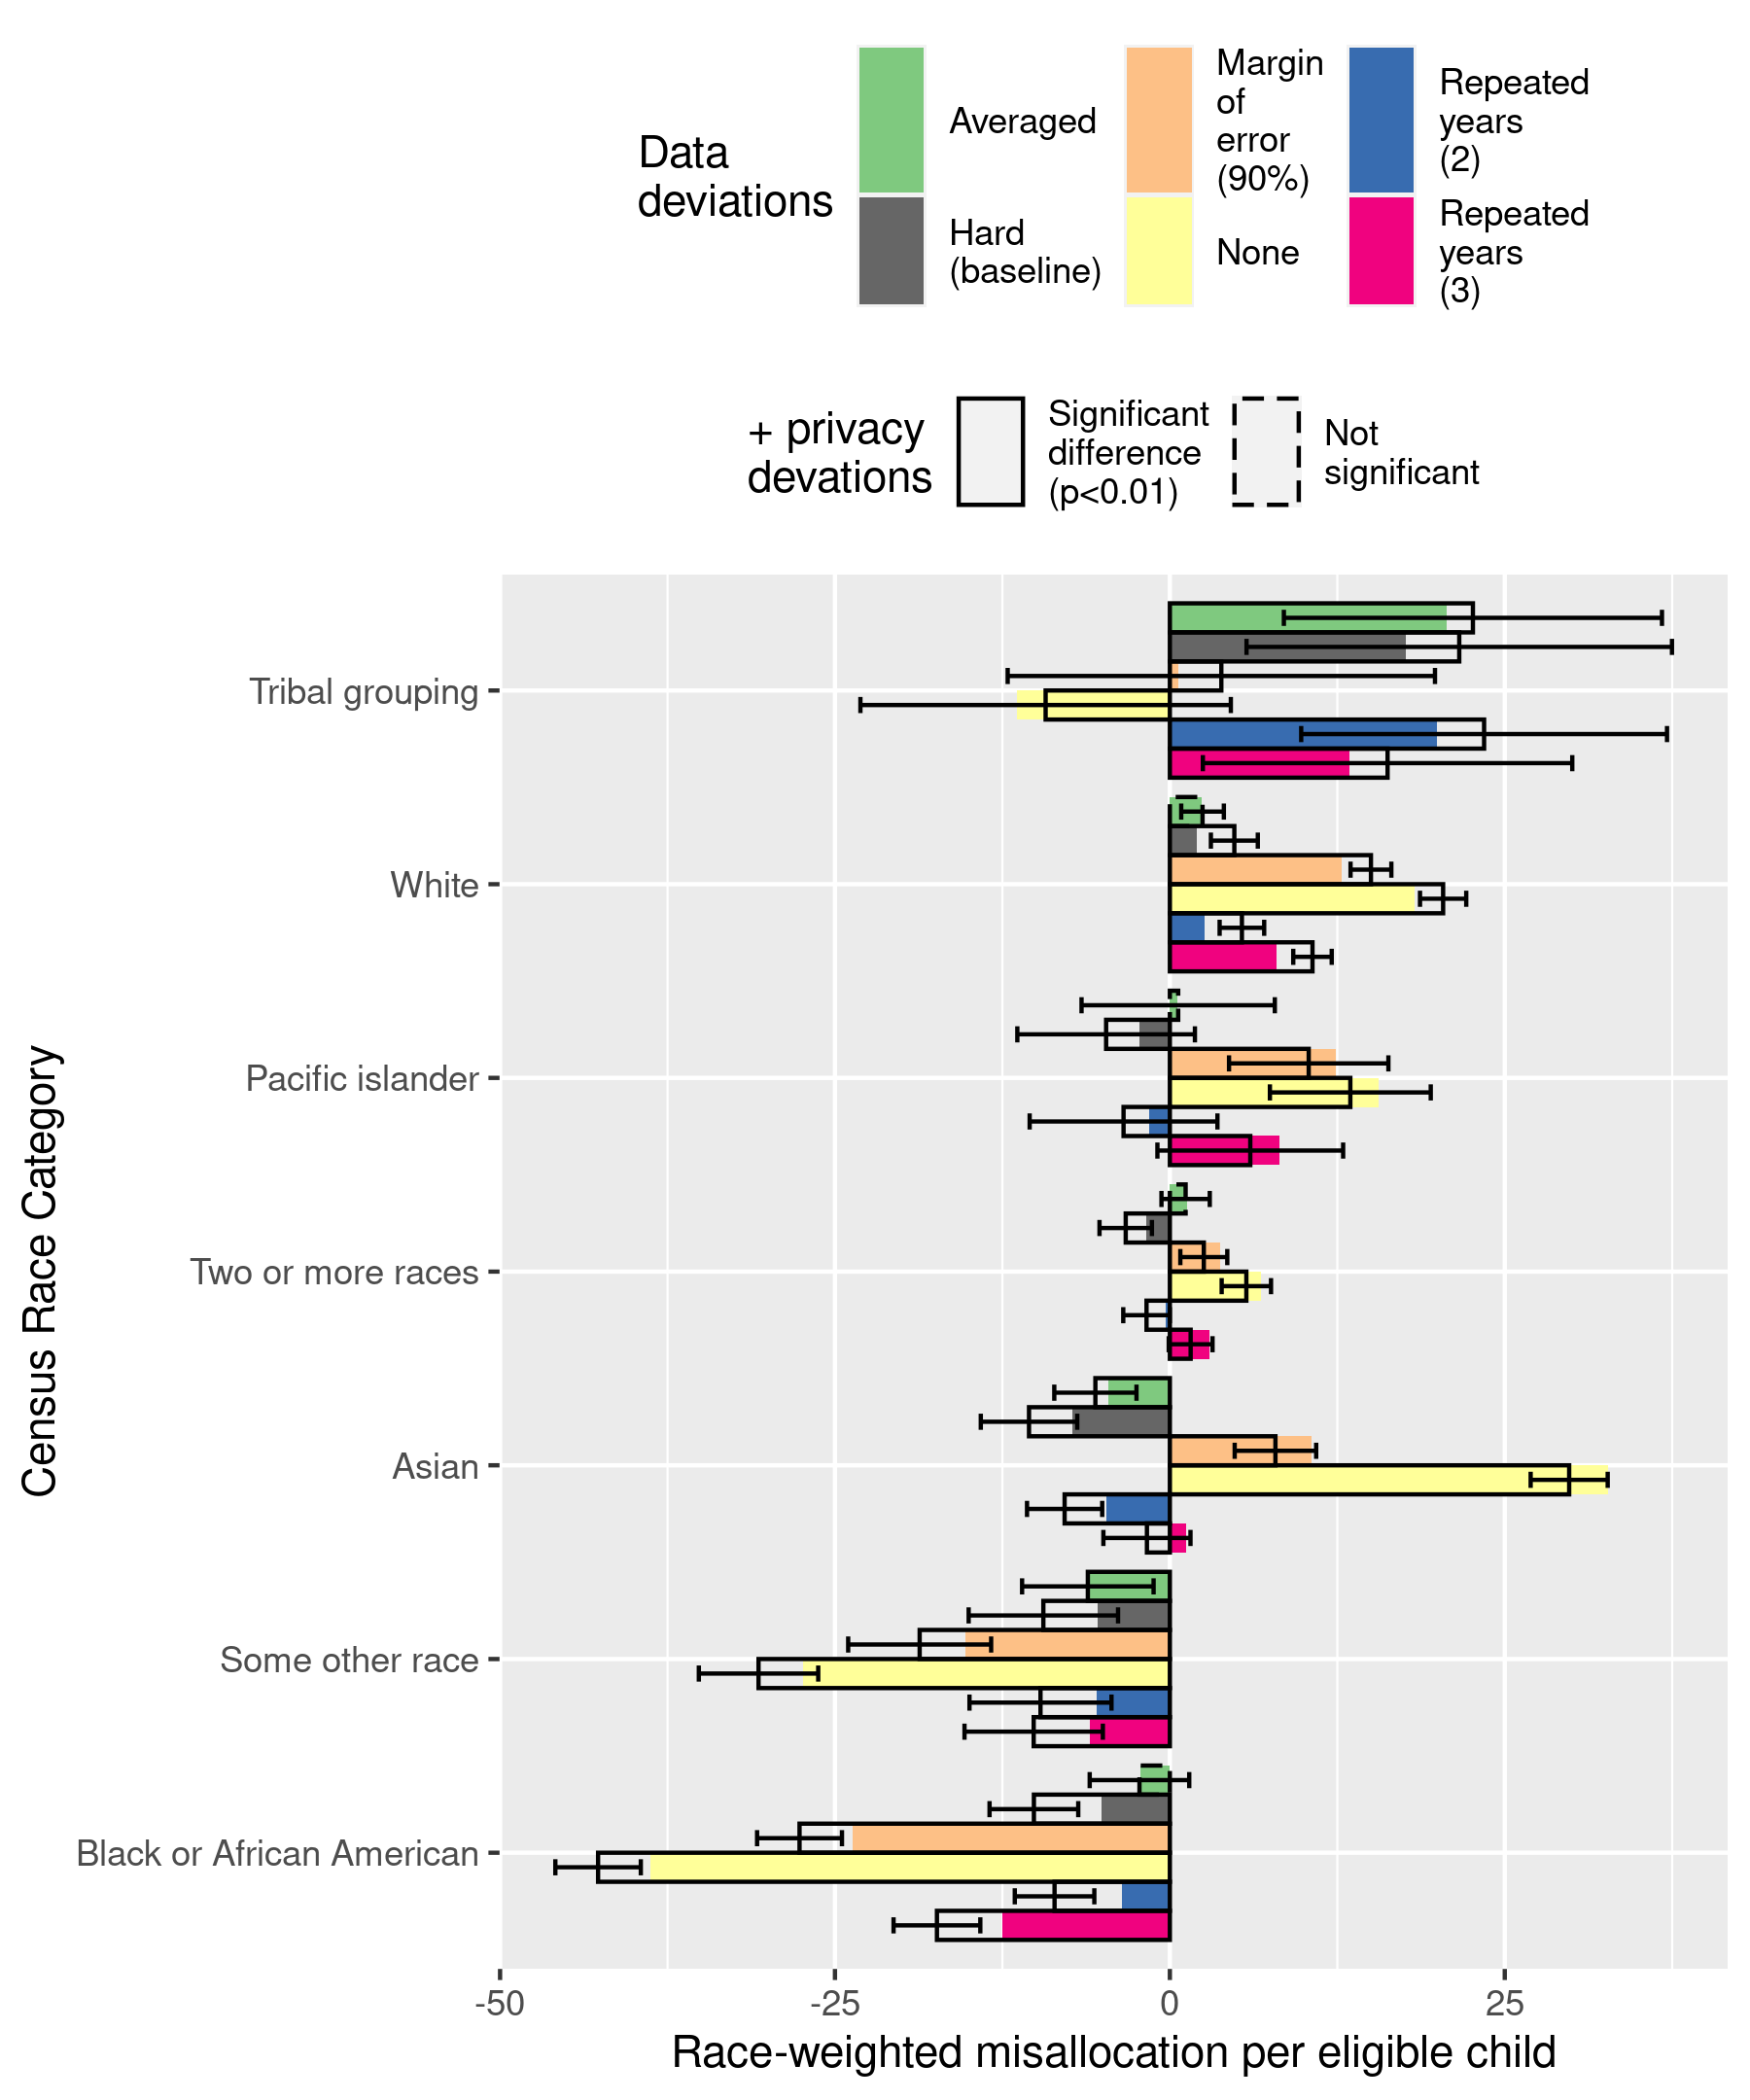 Data
deviations
Averaged
Hard
(baseline)
Margin
of
error
(90%)
None
Repeated
years
(2)
Repeated
years
(3)
+ privacy
devations
Significant
difference
(p<0.01)
Not
significant
Census Race Category
Tribal grouping
White
Pacific islander
Two or more races
Asian
Some other race
Black or African American
-50
-25
0
25
Race-weighted misallocation per eligible child